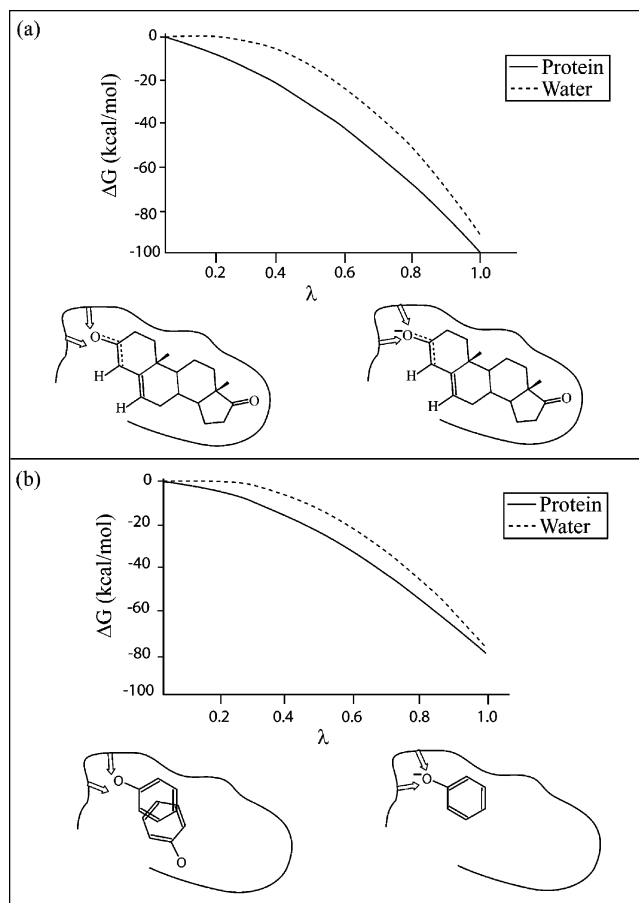 (a)
0
-20
-40
-60
-80
-100
ΔG (kcal/mol)
Protein
Water
0.2 0.4 0.6 0.8 1.0
λ
O
H
H
O
−
O
H
H
O
(b)
0
-20
-40
-60
-80
-100
ΔG (kcal/mol)
Protein
Water
0.2 0.4 0.6 0.8 1.0
λ
O
O
−
O